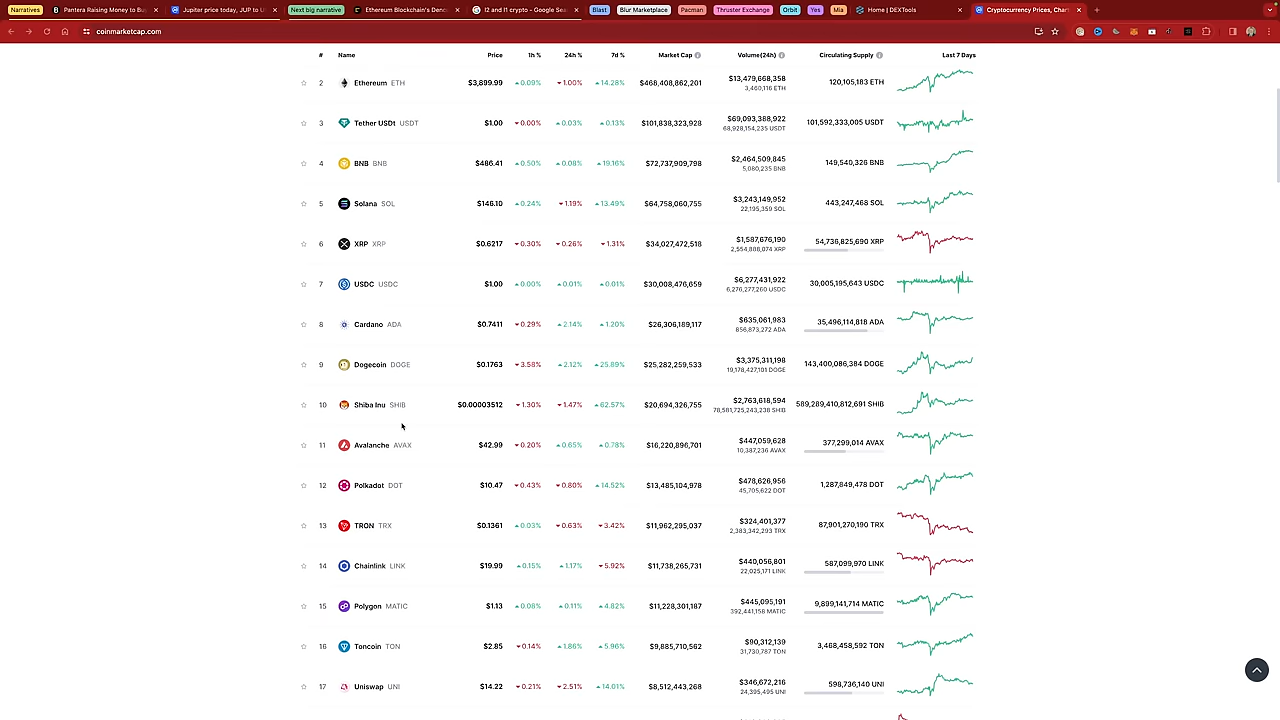 Narratives Pantera Raising Money to Bu Jupiter price today, JUP to U Next big narrative Ethereum Blockchain's Denc l2 and l1 crypto - Google Sea Blast Blur Marketplace Pacman Thruster Exchange Orbit Yes Mia Home | DEXTools Cryptocurrency Prices, Char
coinmarketcap.com
# Name Price 1h % 24h % 7d % Market Cap Volume(24h) Circulating Supply Last 7 Days
2 Ethereum ETH $3,899.99 0.09% 1.00% 14.28% $468,408,862,201 $13,479,668,358 120,105,183 ETH
3,460,116 ETH
3 Tether USDt USDT $1.00 0.00% 0.03% 0.13% $101,838,323,928 $69,093,388,922 101,592,333,005 USDT
68,928,154,235 USDT
4 BNB BNB $486.41 0.50% 0.08% 19.16% $72,737,909,798 $2,464,509,845 149,540,326 BNB
5,080,235 BNB
5 Solana SOL $146.10 0.24% 1.19% 13.49% $64,758,060,755 $3,243,149,952 443,247,468 SOL
22,195,359 SOL
6 XRP XRP $0.6217 0.30% 0.26% 1.31% $34,027,472,518 $1,587,676,190 54,736,825,690 XRP
2,554,888,074 XRP
7 USDC USDC $1.00 0.00% 0.01% 0.01% $30,008,476,659 $6,277,431,922 30,005,195,643 USDC
6,276,277,260 USDC
8 Cardano ADA $0.7411 0.29% 2.14% 1.20% $26,306,189,117 $635,061,983 35,496,114,818 ADA
856,873,272 ADA
9 Dogecoin DOGE $0.1763 3.58% 2.12% 25.89% $25,282,259,533 $3,375,311,198 143,400,086,384 DOGE
19,178,427,101 DOGE
10 Shiba Inu SHIB $0.00003512 1.30% 1.47% 62.57% $20,694,326,755 $2,763,618,594 589,289,410,812,691 SHIB
78,581,725,243,238 SHIB
11 Avalanche AVAX $42.99 0.20% 0.65% 0.78% $16,220,896,701 $447,059,628 377,299,014 AVAX
10,387,236 AVAX
12 Polkadot DOT $10.47 0.43% 0.80% 14.52% $13,485,104,978 $478,626,956 1,287,849,478 DOT
45,705,622 DOT
13 TRON TRX $0.1361 0.03% 0.63% 3.42% $11,962,295,037 $324,401,377 87,901,270,190 TRX
2,383,342,293 TRX
14 Chainlink LINK $19.99 0.15% 1.17% 5.92% $11,738,265,731 $440,056,801 587,099,970 LINK
22,025,171 LINK
15 Polygon MATIC $1.13 0.08% 0.11% 4.82% $11,228,301,187 $445,095,191 9,899,141,714 MATIC
392,441,158 MATIC
16 Toncoin TON $2.85 0.14% 1.86% 5.96% $9,885,710,562 $90,312,139 3,468,458,592 TON
31,730,787 TON
17 Uniswap UNI $14.22 0.21% 2.51% 14.01% $8,512,443,268 $346,672,216 598,736,140 UNI
24,395,495 UNI